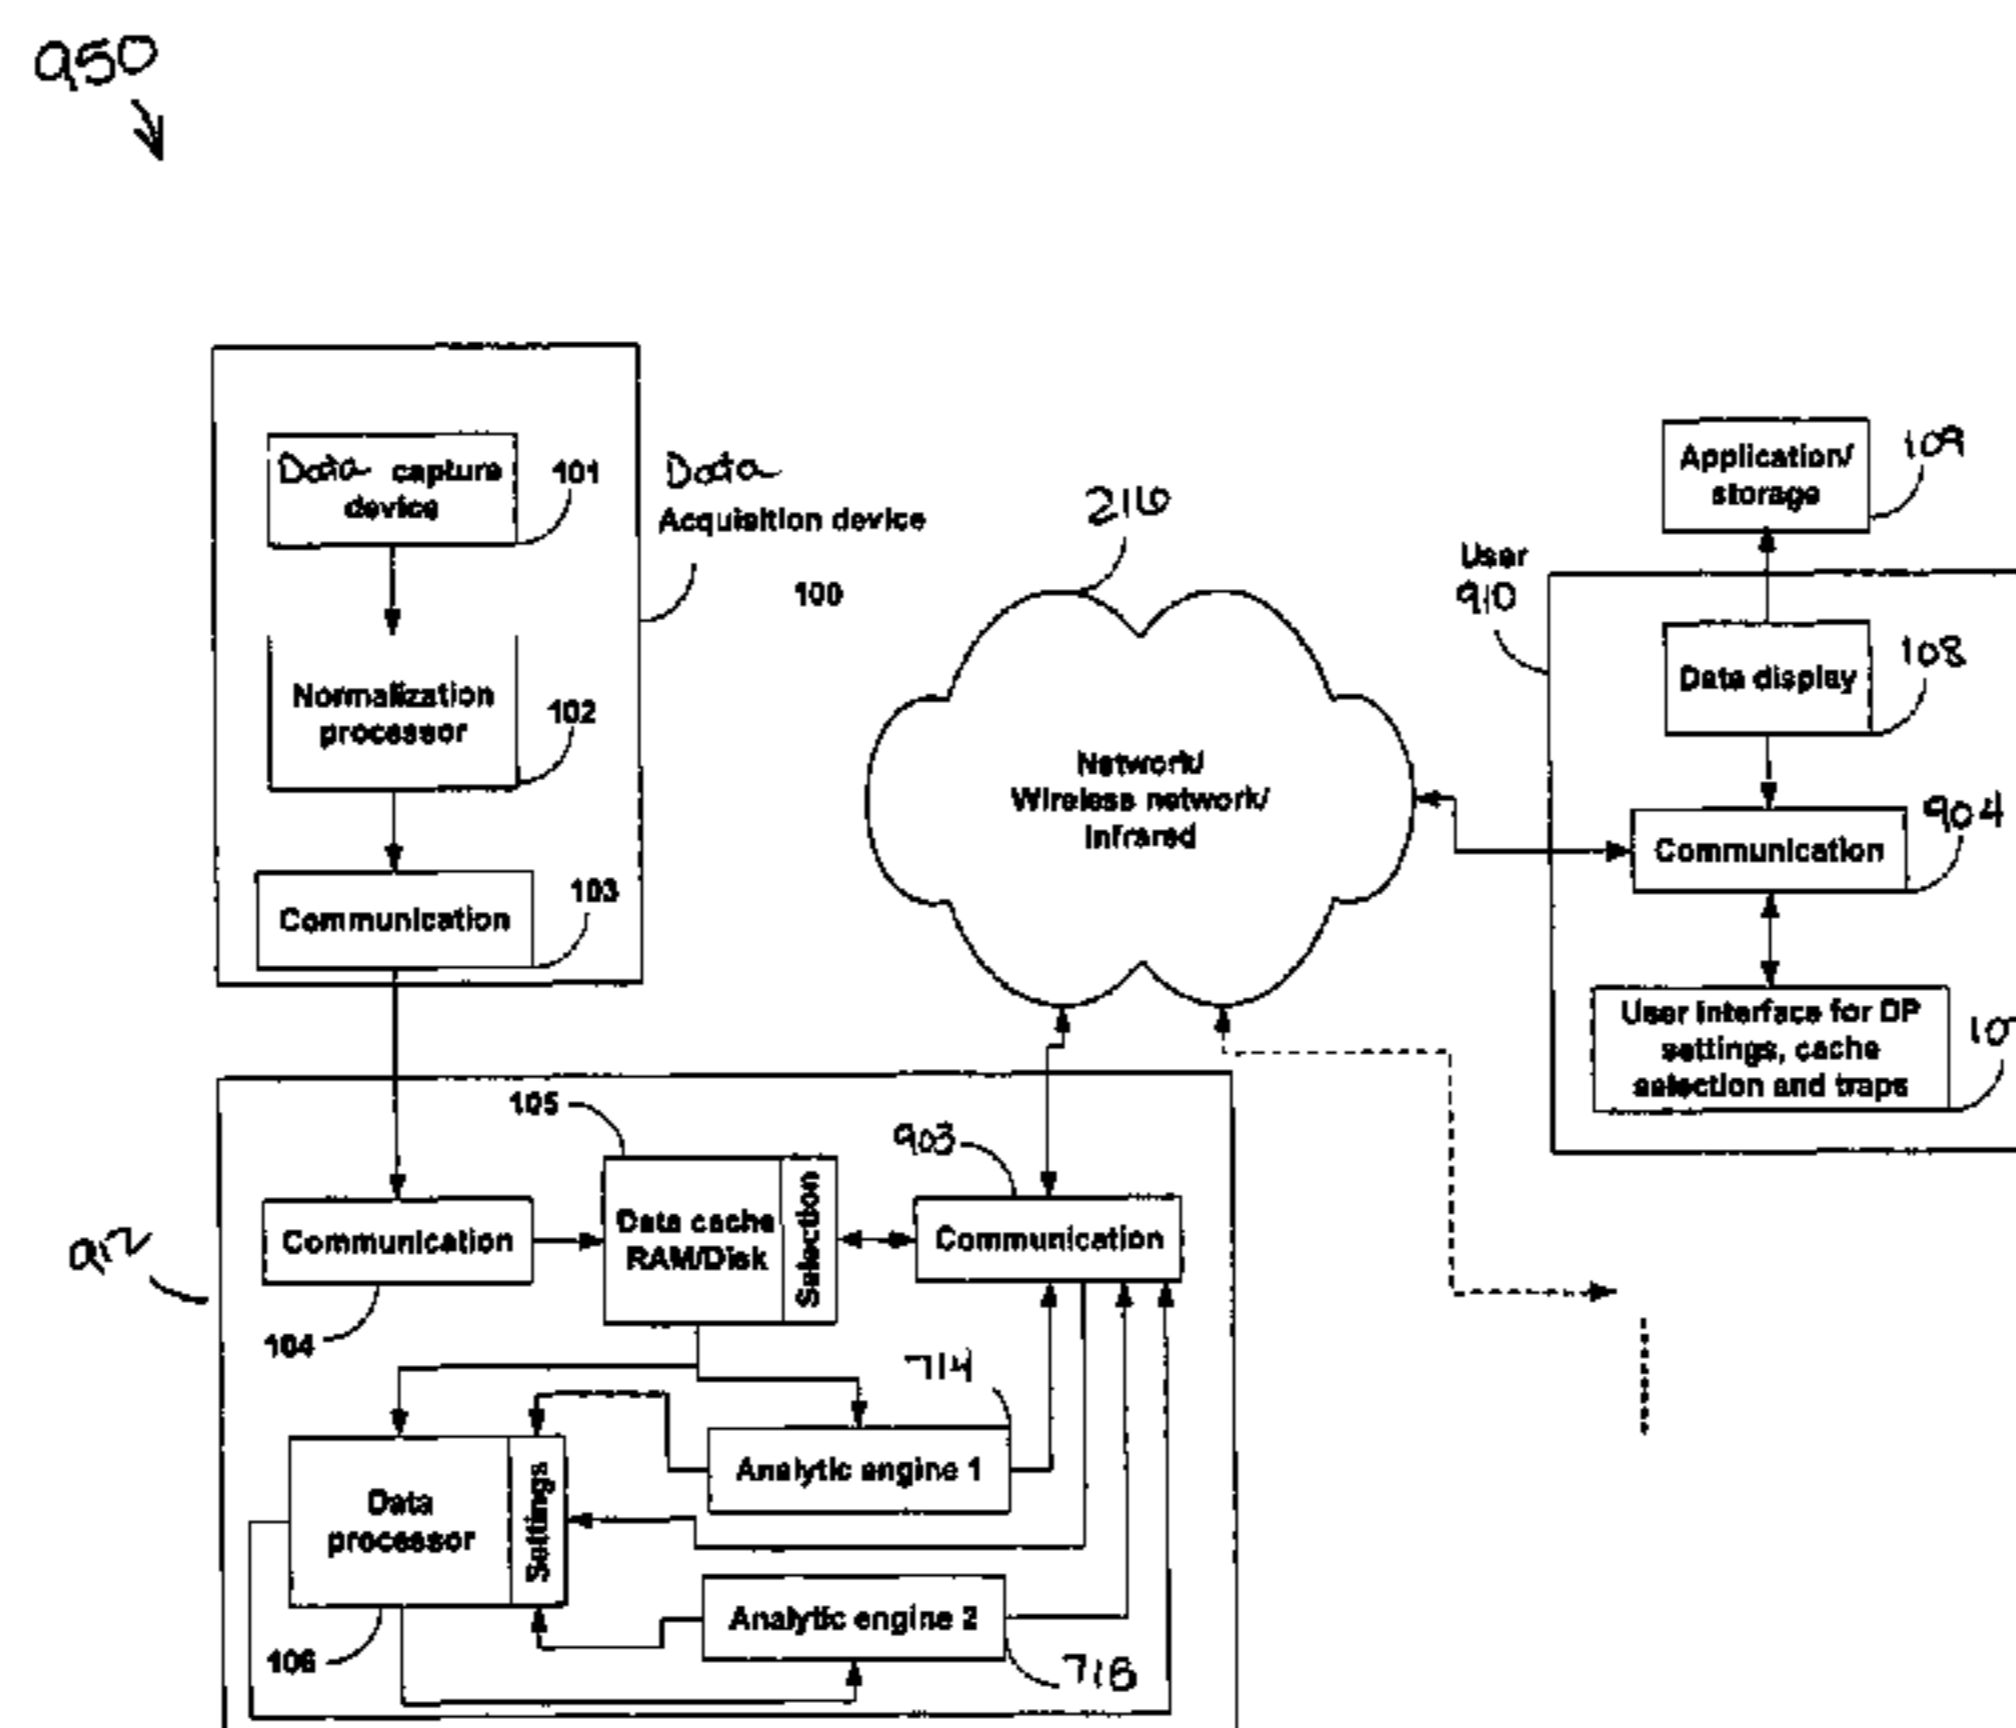 950
Data capture
device
101
Data
Acquisition device
100
Normalization
processor
102
Communication
103
216
Network/
Wireless network/
Infrared
Application/
storage
109
User
910
Data display
108
Communication
904
User interface for DP
settings, cache
selection and traps
912
105
903
Communication
104
Data cache
RAM/Disk
Selection
Communication
714
Analytic engine 1
Data
processor
Settings
106
Analytic engine 2
716